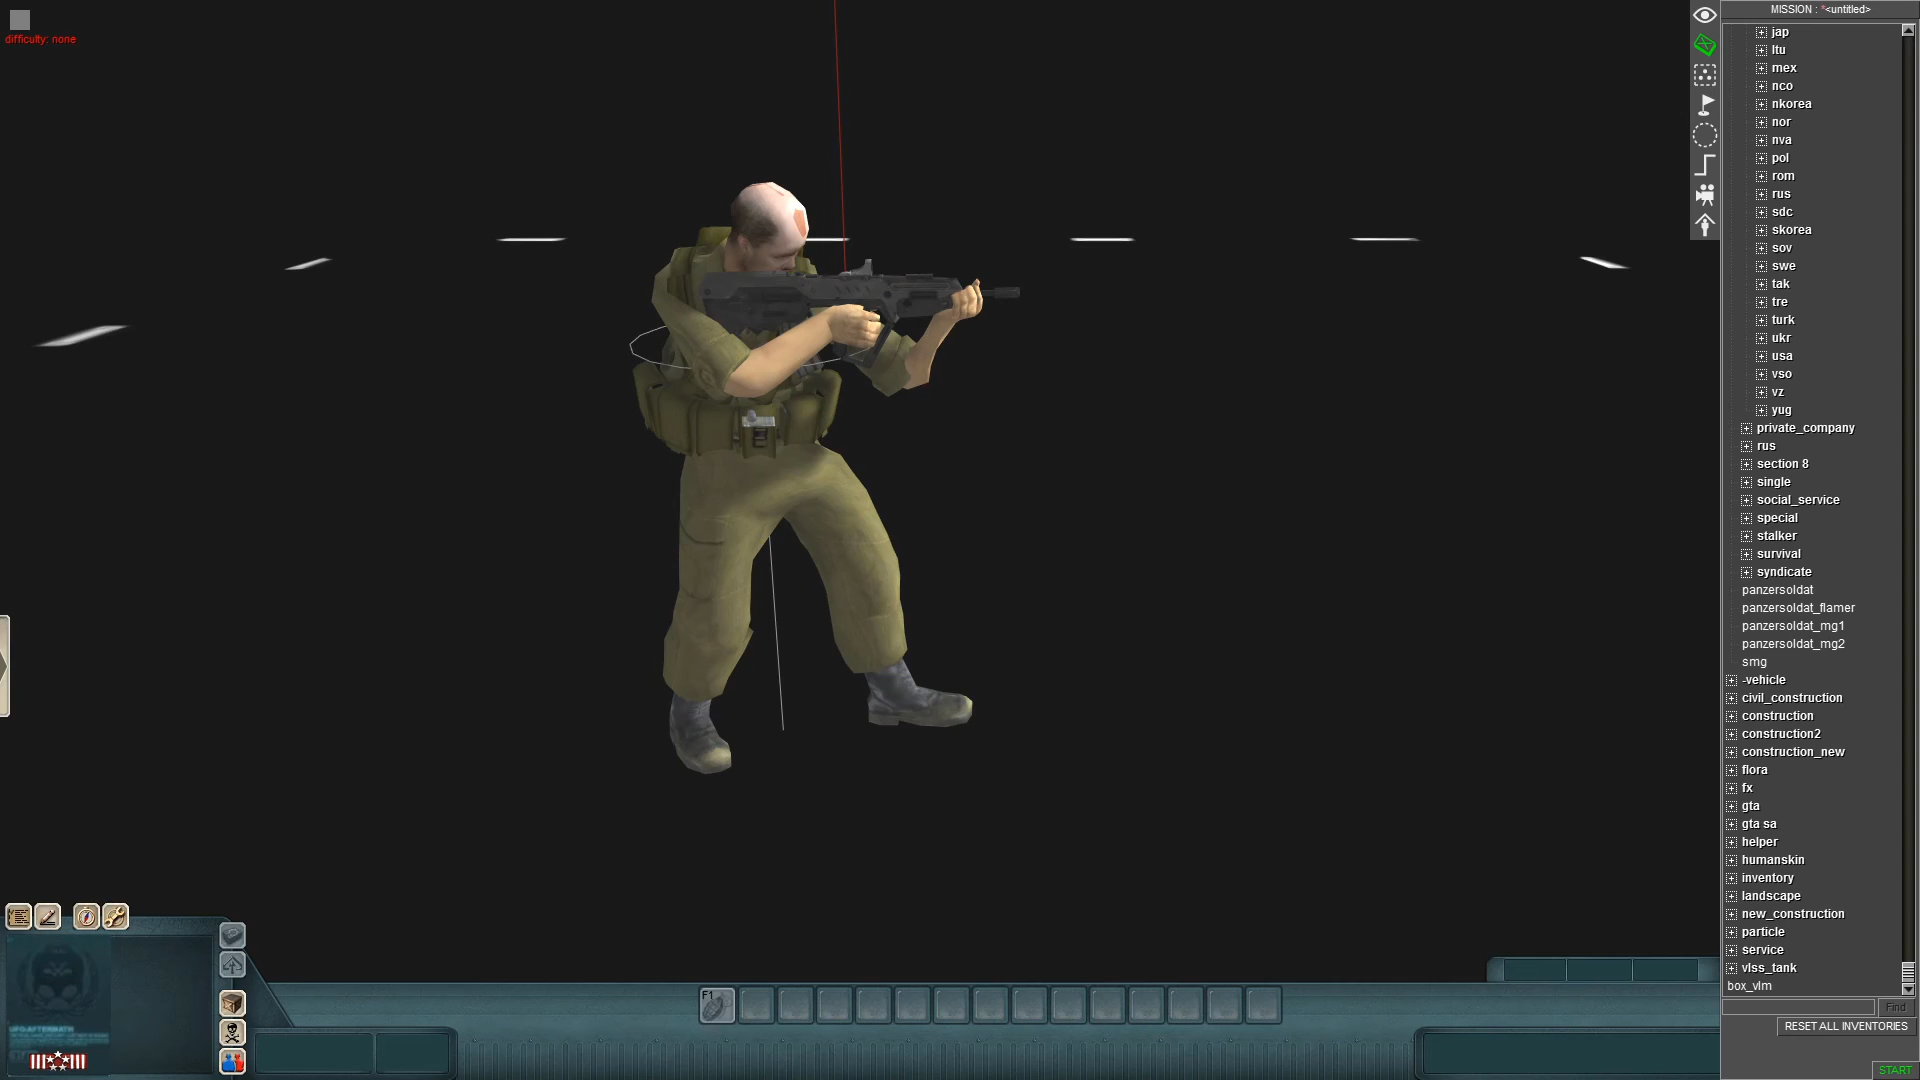 difficulty: none
MISSION : *<untitled>
jap
ltu
mex
nco
nkorea
nor
nva
pol
rom
rus
sdc
skorea
sov
swe
tak
tre
turk
ukr
usa
vso
vz
yug
private_company
rus
section 8
single
social_service
special
stalker
survival
syndicate
panzersoldat
panzersoldat_flamer
panzersoldat_mg1
panzersoldat_mg2
smg
-vehicle
civil_construction
construction
construction2
construction_new
flora
fx
gta
gta sa
helper
humanskin
inventory
landscape
new_construction
particle
service
vlss_tank
box_vlm
Find
RESET ALL INVENTORIES
START
F1
UFO:AFTERMATH